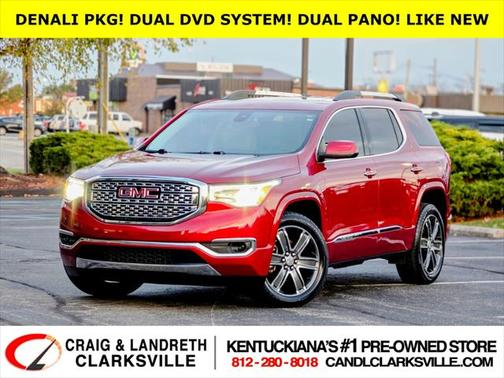 DENALI PKG! DUAL DVD SYSTEM! DUAL PANO! LIKE NEW
GMC
CRAIG & LANDRETH
CLARKSVILLE
KENTUCKIANA'S #1 PRE-OWNED STORE
812-280-8018 CANDLCLARKSVILLE.COM